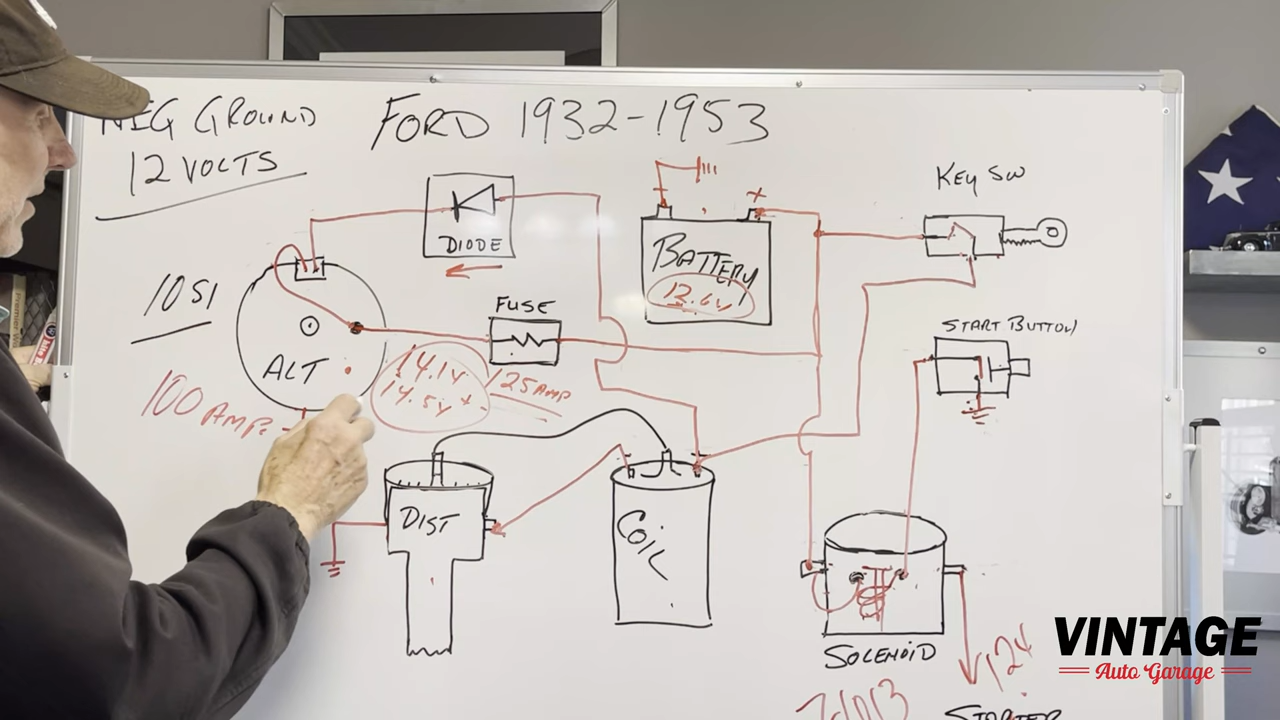 NEG GROUND
12 VOLTS
FORD 1932-1953
KEY SW
DIODE
BATTERY
12.6V
10SI
FUSE
START BUTTON
ALT
14.1V
14.5V +-
125 AMP
100 AMP
DIST
COIL
SOLENOID
STARTER
VINTAGE
Auto Garage